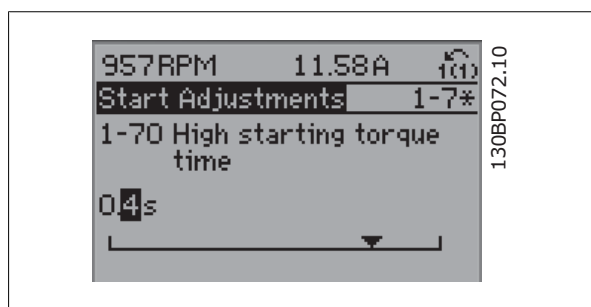 957RPM 11.58A 1(1)
Start Adjustments 1-7*
1-70 High starting torque
time
0.4s
130BP072.10